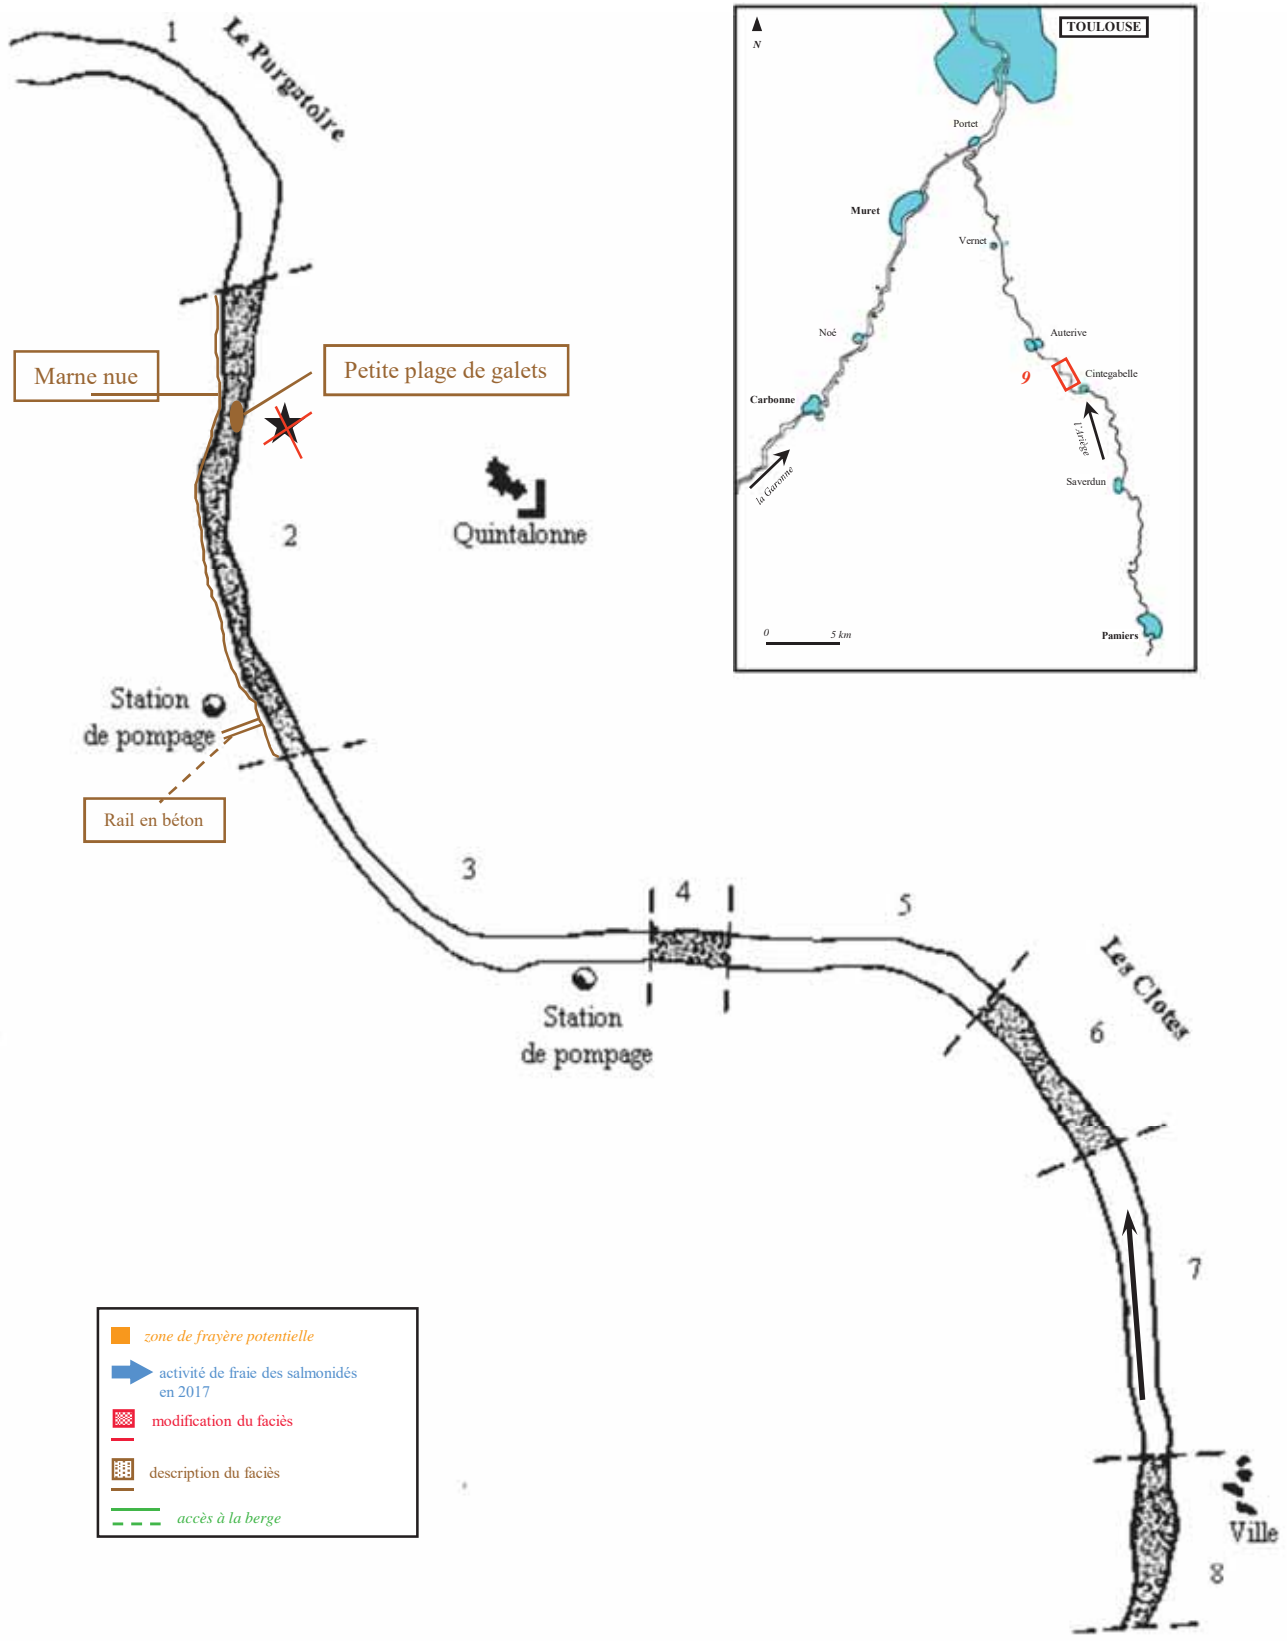 1
Le Purgatoire
TOULOUSE
N
Portet
Muret
Vernet
Noé
Auterive
9
Cintegabelle
Carbonne
l'Ariège
la Garonne
Saverdun
0
5 km
Pamiers
Marne nue
Petite plage de galets
2
Quintalonne
Station
de pompage
Rail en béton
3
4
5
Station
de pompage
Les Clotes
6
7
zone de frayère potentielle
activité de fraie des salmonidés
en 2017
modification du faciès
description du faciès
accès à la berge
Ville
8